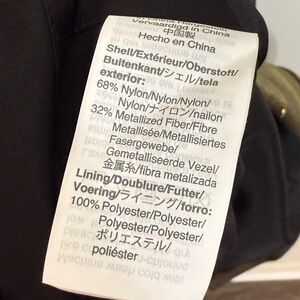 Vervaardigd in China
中国製
Hecho en China
Shell/Extérieur/Oberstoff/
Buitenkant/シェル/tela
exterior:
68% Nylon/Nylon/Nylon/
Nylon/ナイロン/nailon
32% Metallized Fiber/Fibre
Metallisée/Metallisiertes
Fasergewebe/
Gemetalliseerde Vezel/
金属糸/fibra metalizada
Lining/Doublure/Futter/
Voering/ライニング/forro:
100% Polyester/Polyester/
Polyester/Polyester/
ポリエステル/
poliéster